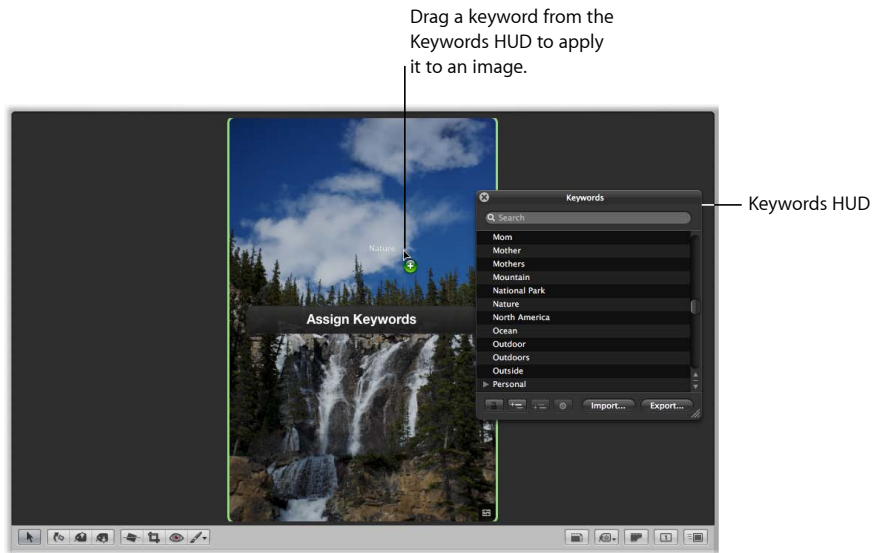 Drag a keyword from the
Keywords HUD to apply
it to an image.
Keywords
Search
Keywords HUD
Mom
Mother
Mothers
Mountain
National Park
Nature
North America
Ocean
Outdoor
Outdoors
Outside
Personal
Import...
Export...
Nature
Assign Keywords
1